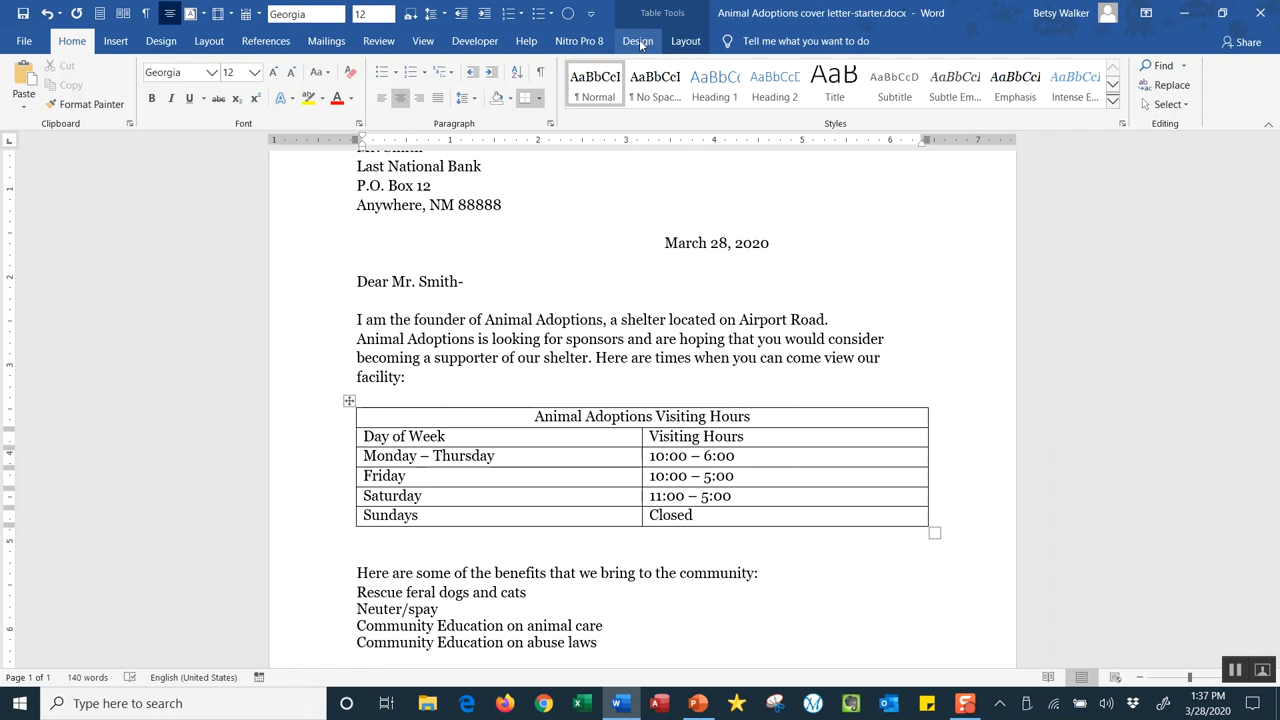 Georgia 12 Table Tools Animal Adoptions cover letter-starter.docx - Word Betsy Walker
File Home Insert Draw Design Layout References Mailings Review View Developer Help Nitro Pro 8 Design Layout Tell me what you want to do Share
Paste Cut Copy Format Painter
Georgia 12
AaBbCcI AaBbCcI AaBbC AaBbCcD AaB AaBbCcD AaBbCcI AaBbCcI AaBbCcI
¶ Normal ¶ No Spac... Heading 1 Heading 2 Title Subtitle Subtle Em... Emphasis Intense E...
Find
Replace
Select
Clipboard Font Paragraph Styles Editing
Last National Bank
P.O. Box 12
Anywhere, NM 88888
March 28, 2020
Dear Mr. Smith-
I am the founder of Animal Adoptions, a shelter located on Airport Road.
Animal Adoptions is looking for sponsors and are hoping that you would consider
becoming a supporter of our shelter. Here are times when you can come view our
facility:
Animal Adoptions Visiting Hours
Day of Week Visiting Hours
Monday – Thursday 10:00 – 6:00
Friday 10:00 – 5:00
Saturday 11:00 – 5:00
Sundays Closed
Here are some of the benefits that we bring to the community:
Rescue feral dogs and cats
Neuter/spay
Community Education on animal care
Community Education on abuse laws
Page 1 of 1 140 words English (United States)
Type here to search
1:37 PM
3/28/2020